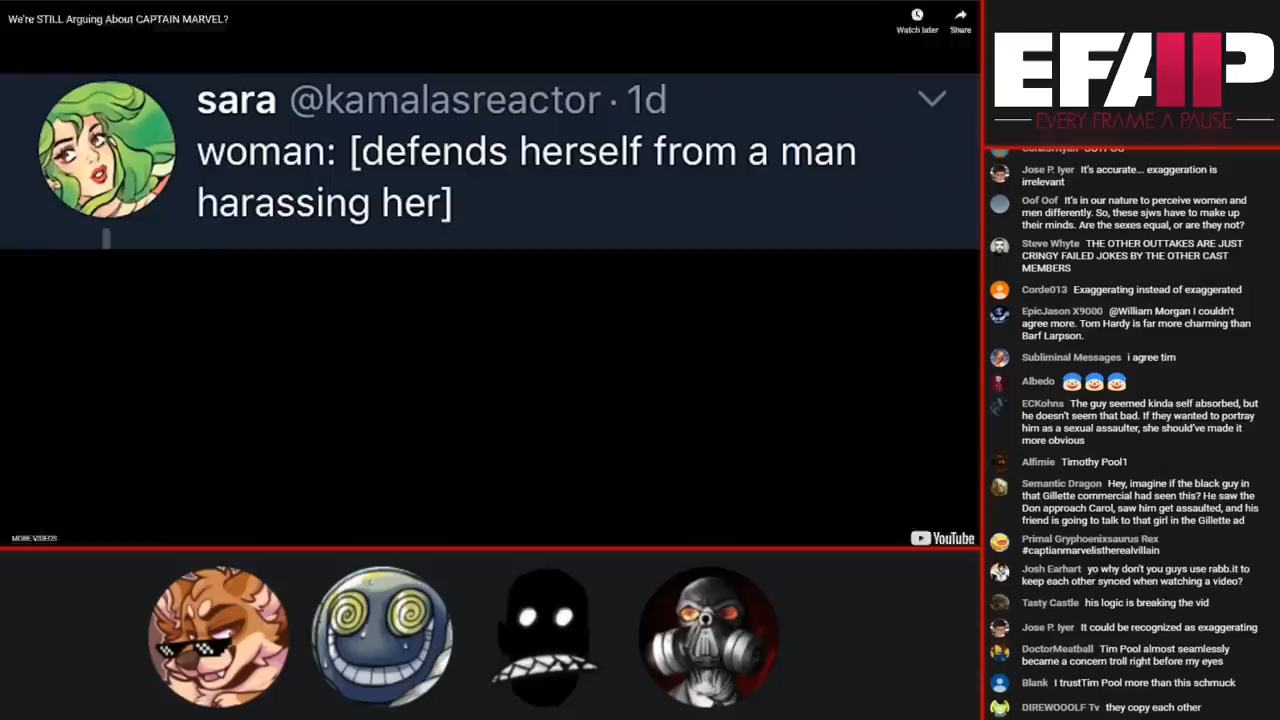 We're STILL Arguing About CAPTAIN MARVEL?
Watch later
Share
sara @kamalasreactor · 1d
woman: [defends herself from a man
harassing her]
MORE VIDEOS
YouTube
EFAP
EVERY FRAME A PAUSE
Jose P. Iyer It's accurate... exaggeration is
irrelevant
Oof Oof It's in our nature to perceive women and
men differently. So, these sjws have to make up
their minds. Are the sexes equal, or are they not?
Steve Whyte THE OTHER OUTTAKES ARE JUST
CRINGY FAILED JOKES BY THE OTHER CAST
MEMBERS
Corde013 Exaggerating instead of exaggerated
EpicJason X9000 @William Morgan I couldn't
agree more. Tom Hardy is far more charming than
Barf Larpson.
Subliminal Messages i agree tim
Albedo
ECKohns The guy seemed kinda self absorbed, but
he doesn't seem that bad. If they wanted to portray
him as a sexual assaulter, she should've made it
more obvious
Alfimie Timothy Pool1
Semantic Dragon Hey, imagine if the black guy in
that Gillette commercial had seen this? He saw the
Don approach Carol, saw him get assaulted, and his
friend is going to talk to that girl in the Gillette ad
Primal Gryphoenixsaurus Rex
#captianmarvelistherealvillain
Josh Earhart yo why don't you guys use rabb.it to
keep each other synced when watching a video?
Tasty Castle his logic is breaking the vid
Jose P. Iyer It could be recognized as exaggerating
DoctorMeatball Tim Pool almost seamlessly
became a concern troll right before my eyes
Blank I trustTim Pool more than this schmuck
DIREWOOOLF Tv they copy each other